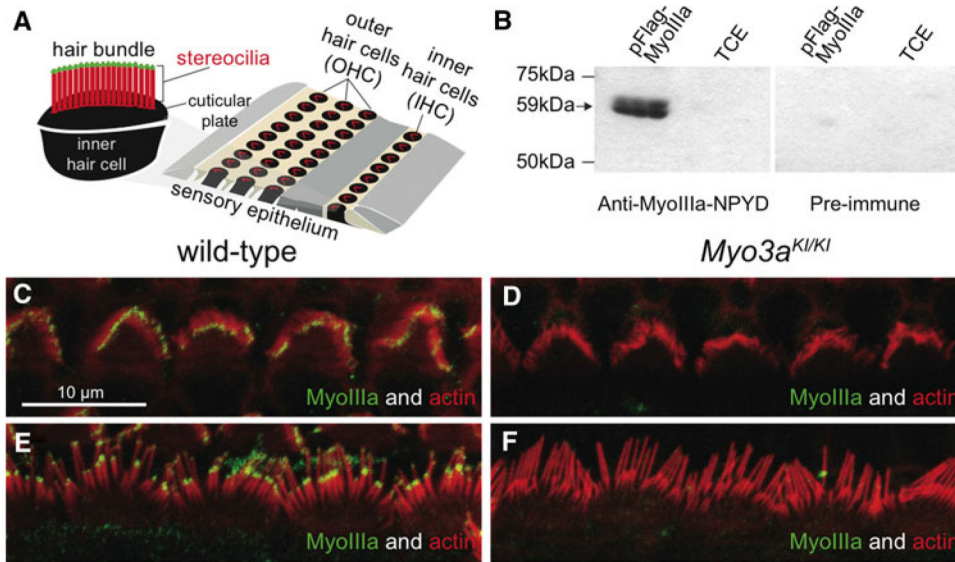 A
hair bundle
stereocilia
cuticular
plate
inner
hair cell
outer
hair cells
(OHC)
inner
hair cells
(IHC)
sensory epithelium
B
pFlag-
MyoIIIa
TCE
pFlag-
MyoIIIa
TCE
75kDa
59kDa
50kDa
Anti-MyoIIIa-NPYD
Pre-immune
wild-type
Myo3aKI/KI
C
10 µm
MyoIIIa and actin
D
MyoIIIa and actin
E
MyoIIIa and actin
F
MyoIIIa and actin